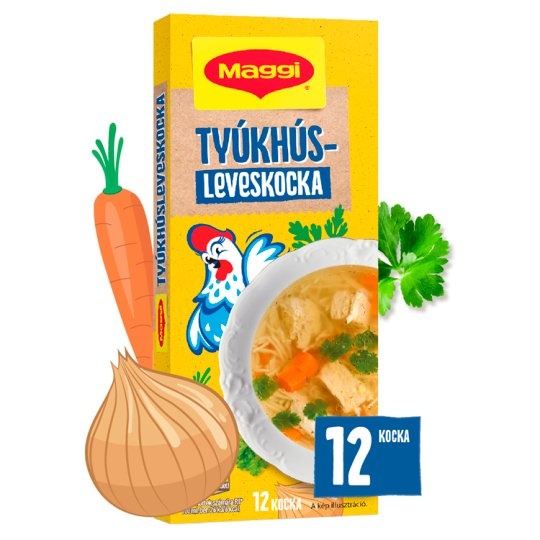 Maggi
®
TYÚKHÚS-
LEVESKOCKA
TYÚKHÚSLEVESKOCKA
12 KOCKA
12 KOCKA
A kép illusztráció.